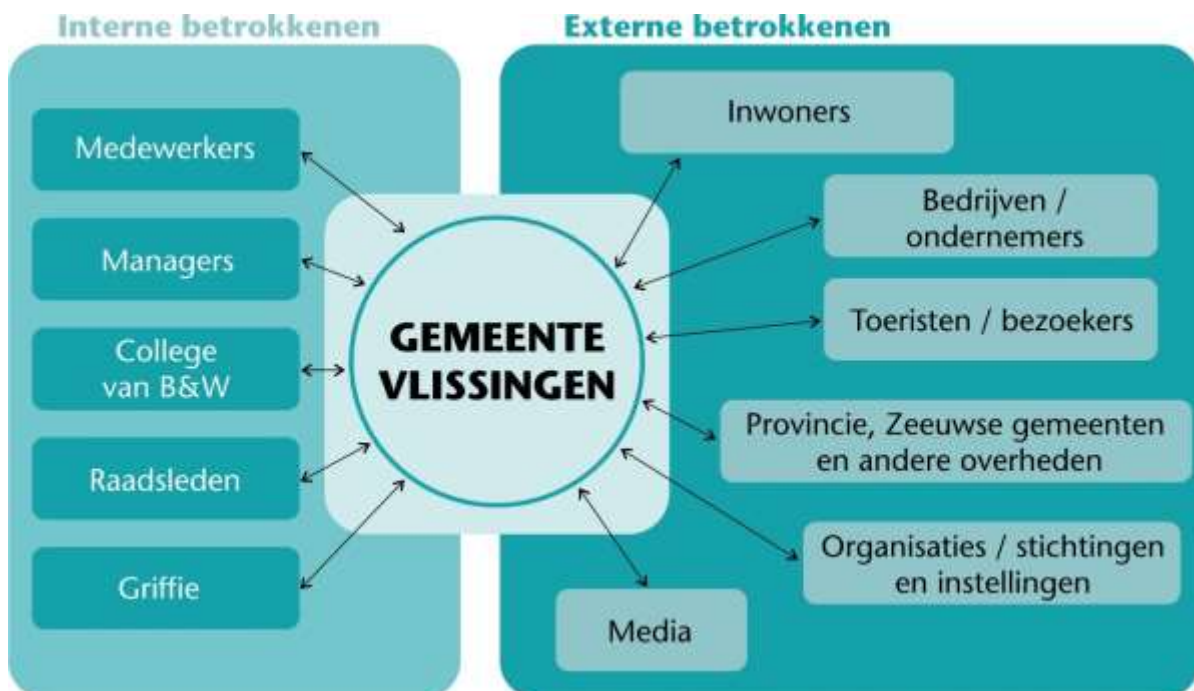 Interne betrokkenen
Medewerkers
Managers
College
van B&W
Raadsleden
Griffie
GEMEENTE
VLISSINGEN
Externe betrokkenen
Inwoners
Bedrijven /
ondernemers
Toeristen / bezoekers
Provincie, Zeeuwse gemeenten
en andere overheden
Organisaties / stichtingen
en instellingen
Media